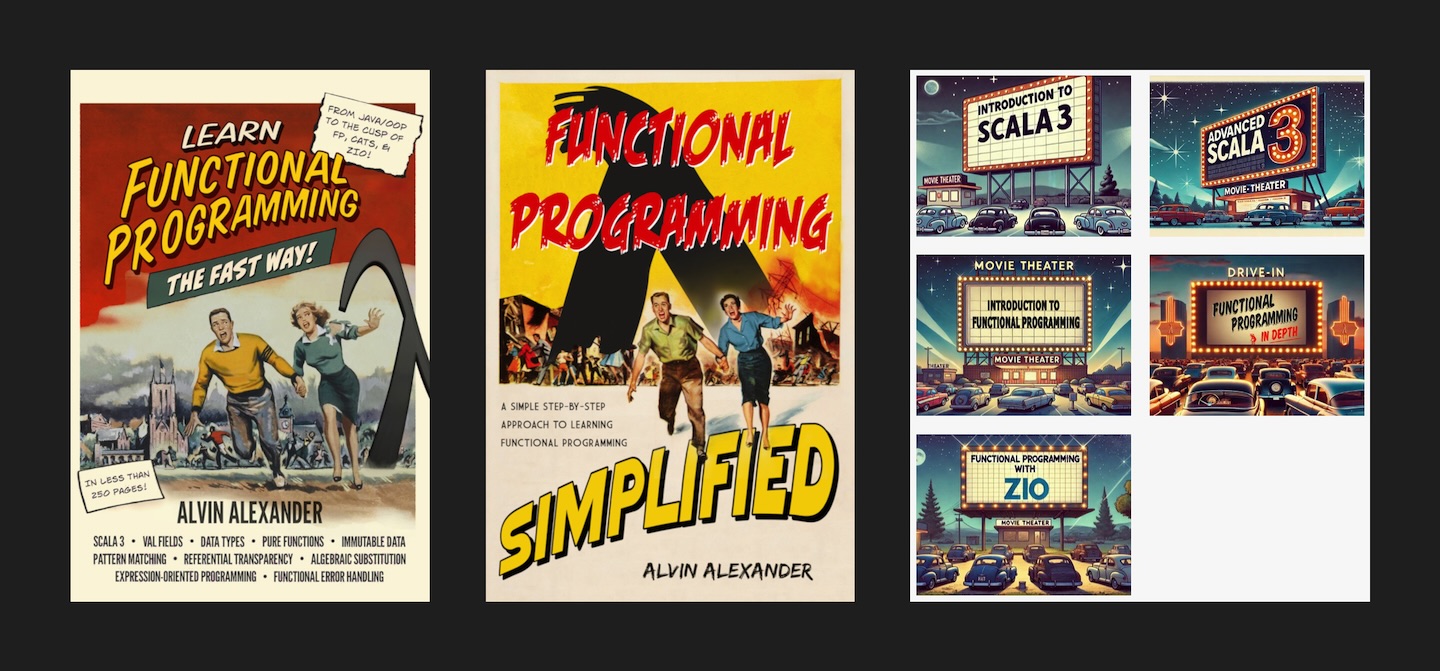 LEARN
FUNCTIONAL
PROGRAMMING
THE FAST WAY!
FROM JAVA/OOP
TO THE CUSP OF
FP, CATS, &
ZIO!
IN LESS THAN
250 PAGES!
ALVIN ALEXANDER
SCALA 3 • VAL FIELDS • DATA TYPES • PURE FUNCTIONS • IMMUTABLE DATA
PATTERN MATCHING • REFERENTIAL TRANSPARENCY • ALGEBRAIC SUBSTITUTION
EXPRESSION-ORIENTED PROGRAMMING • FUNCTIONAL ERROR HANDLING
FUNCTIONAL
PROGRAMMING
A SIMPLE STEP-BY-STEP
APPROACH TO LEARNING
FUNCTIONAL PROGRAMMING
SIMPLIFIED
ALVIN ALEXANDER
INTRODUCTION TO
SCALA 3
MOVIE THEATER
ADVANCED
SCALA 3
MOVIE-THEATER
MOVIE THEATER
INTRODUCTION TO
FUNCTIONAL PROGRAMMING
MOVIE THEATER
THEATER
DRIVE-IN
FUNCTIONAL
PROGRAMMING
IN DEPTH
FUNCTIONAL PROGRAMMING
WITH
ZIO
MOVIE THEATER